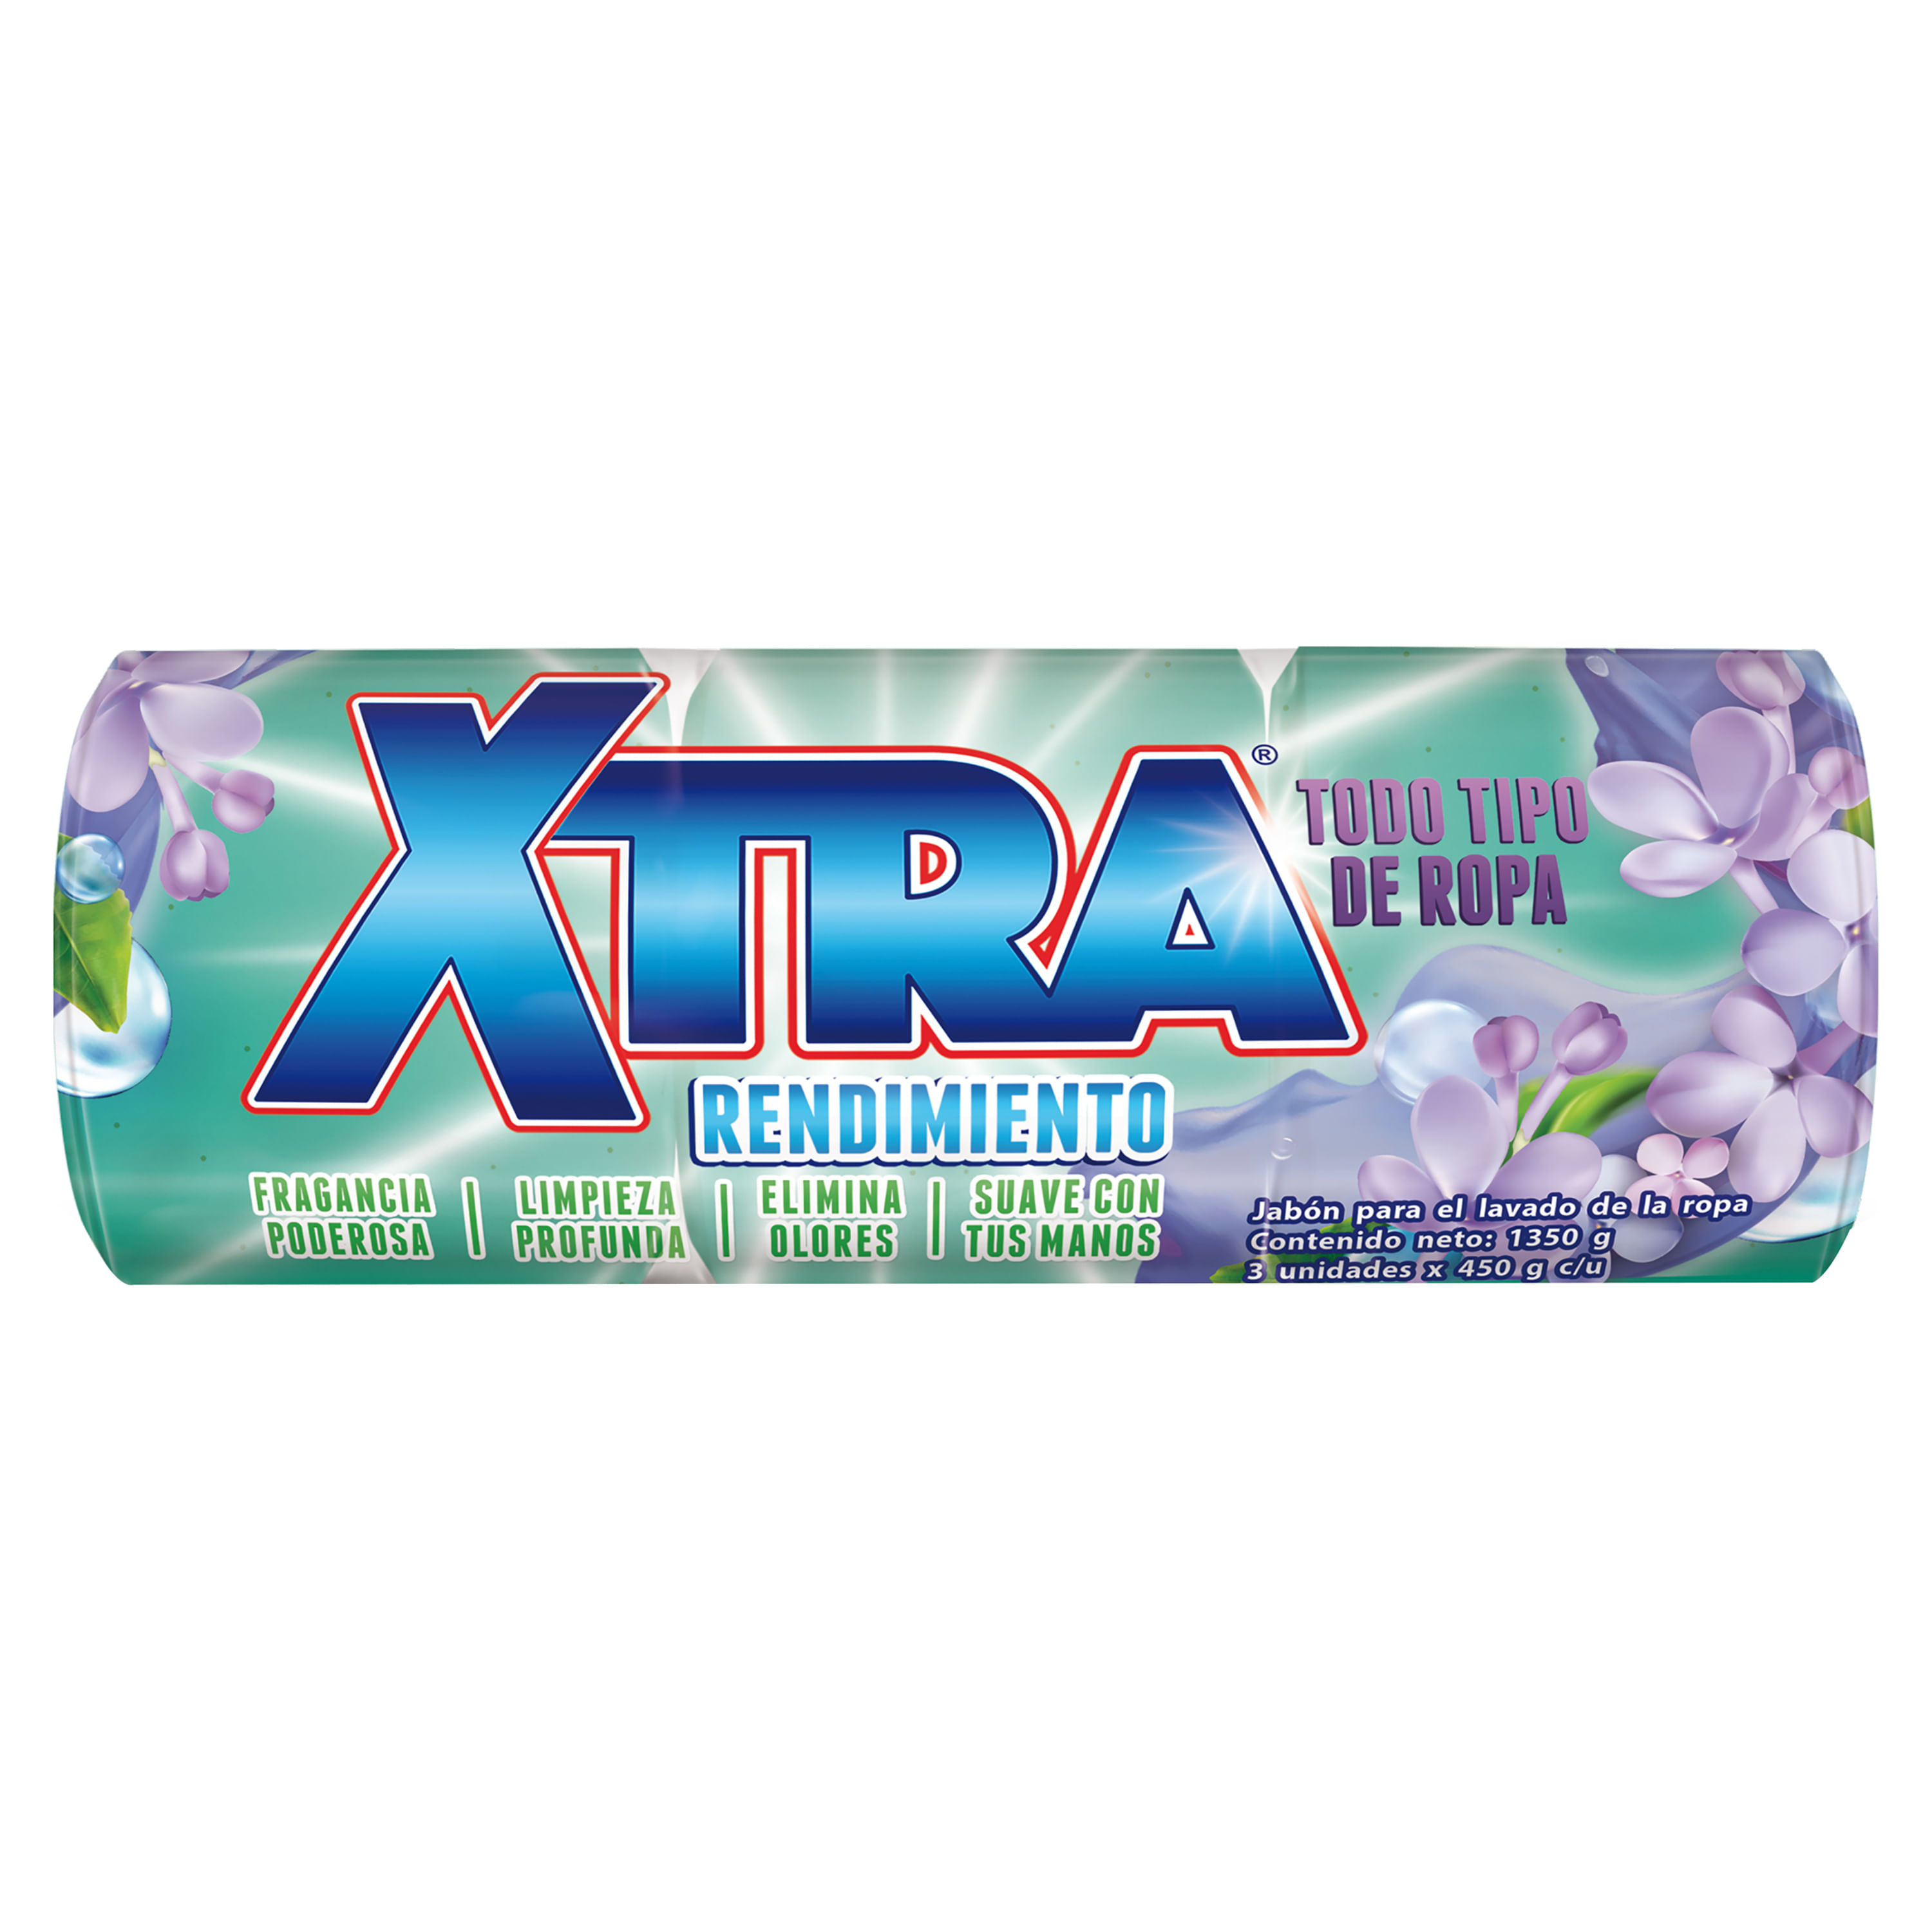 XTRA®
TODO TIPO
DE ROPA
RENDIMIENTO
FRAGANCIA
PODEROSA
LIMPIEZA
PROFUNDA
ELIMINA
OLORES
SUAVE CON
TUS MANOS
Jabón para el lavado de la ropa
Contenido neto: 1350 g
3 unidades x 450 g c/u